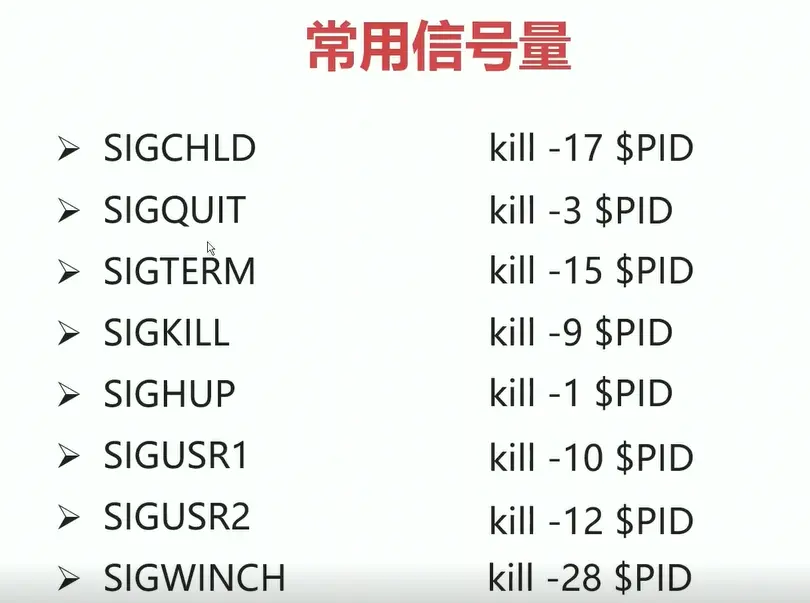 常用信号量
➢ SIGCHLD kill -17 $PID
➢ SIGQUIT kill -3 $PID
➢ SIGTERM kill -15 $PID
➢ SIGKILL kill -9 $PID
➢ SIGHUP kill -1 $PID
➢ SIGUSR1 kill -10 $PID
➢ SIGUSR2 kill -12 $PID
➢ SIGWINCH kill -28 $PID